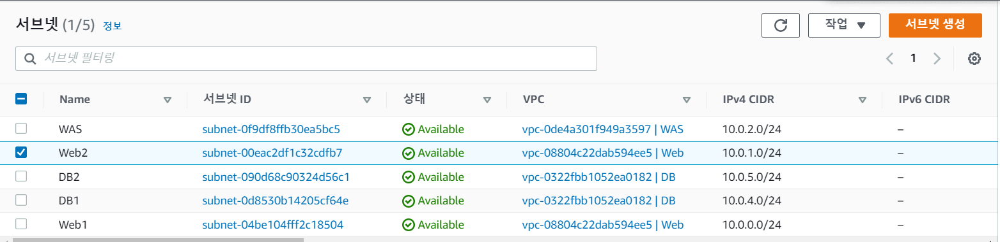 서브넷 (1/5) 정보
작업 ▼ 서브넷 생성
서브넷 필터링
1
Name 서브넷 ID 상태 VPC IPv4 CIDR IPv6 CIDR
WAS subnet-0f9df8ffb30ea5bc5 Available vpc-0de4a301f949a3597 | WAS 10.0.2.0/24 –
Web2 subnet-00eac2df1c32cdfb7 Available vpc-08804c22dab594ee5 | Web 10.0.1.0/24 –
DB2 subnet-090d68c90324d56c1 Available vpc-0322fbb1052ea0182 | DB 10.0.5.0/24 –
DB1 subnet-0d8530b14205cf64e Available vpc-0322fbb1052ea0182 | DB 10.0.4.0/24 –
Web1 subnet-04be104fff2c18504 Available vpc-08804c22dab594ee5 | Web 10.0.0.0/24 –